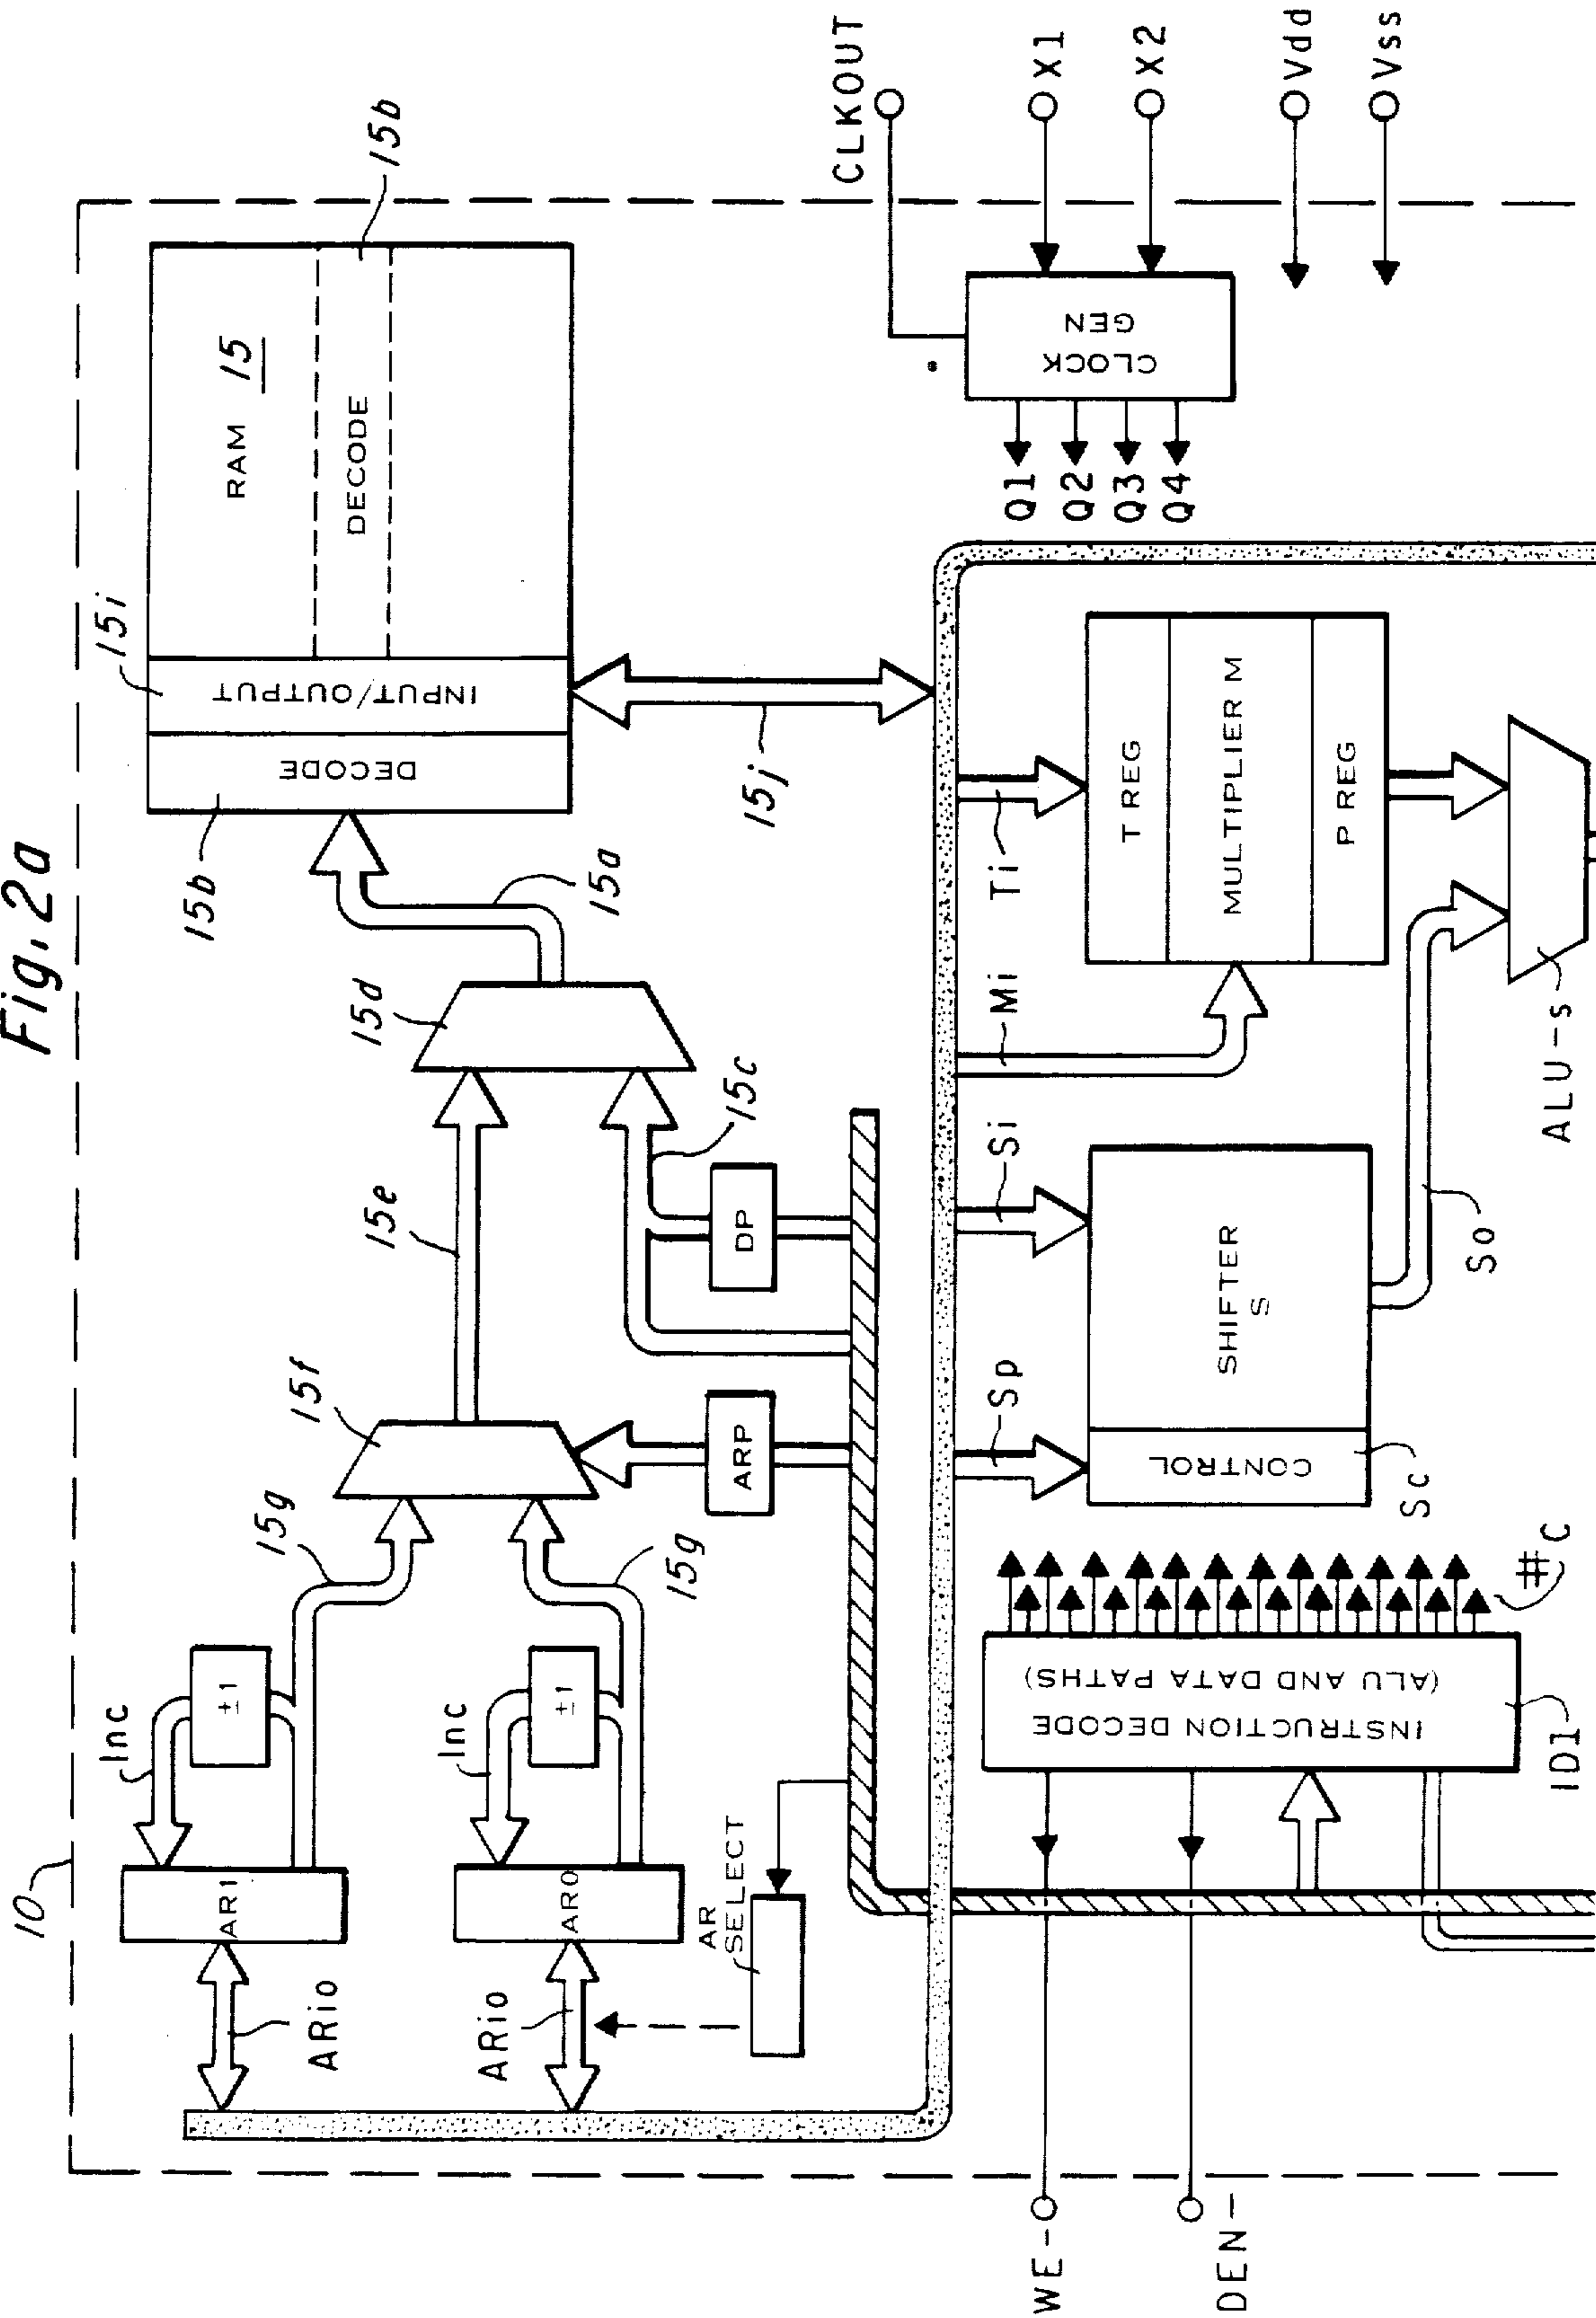 Fig. 2a
10
Inc
±1
15g
AR1
ARio
Inc
±1
15g
AR0
ARio
AR
SELECT
15f
ARP
15e
DP
15c
15d
15a
15b
DECODE
15i
INPUT/OUTPUT
RAM 15
DECODE
15b
15j
CLKOUT
X1
X2
Vdd
Vss
CLOCK
GEN
Q1
Q2
Q3
Q4
Sp
Si
Mi
Ti
CONTROL
SHIFTER
S
Sc
So
T REG
MULTIPLIER M
P REG
ALU-s
WE-
DEN-
INSTRUCTION DECODE
(ALU AND DATA PATHS)
#C
ID1